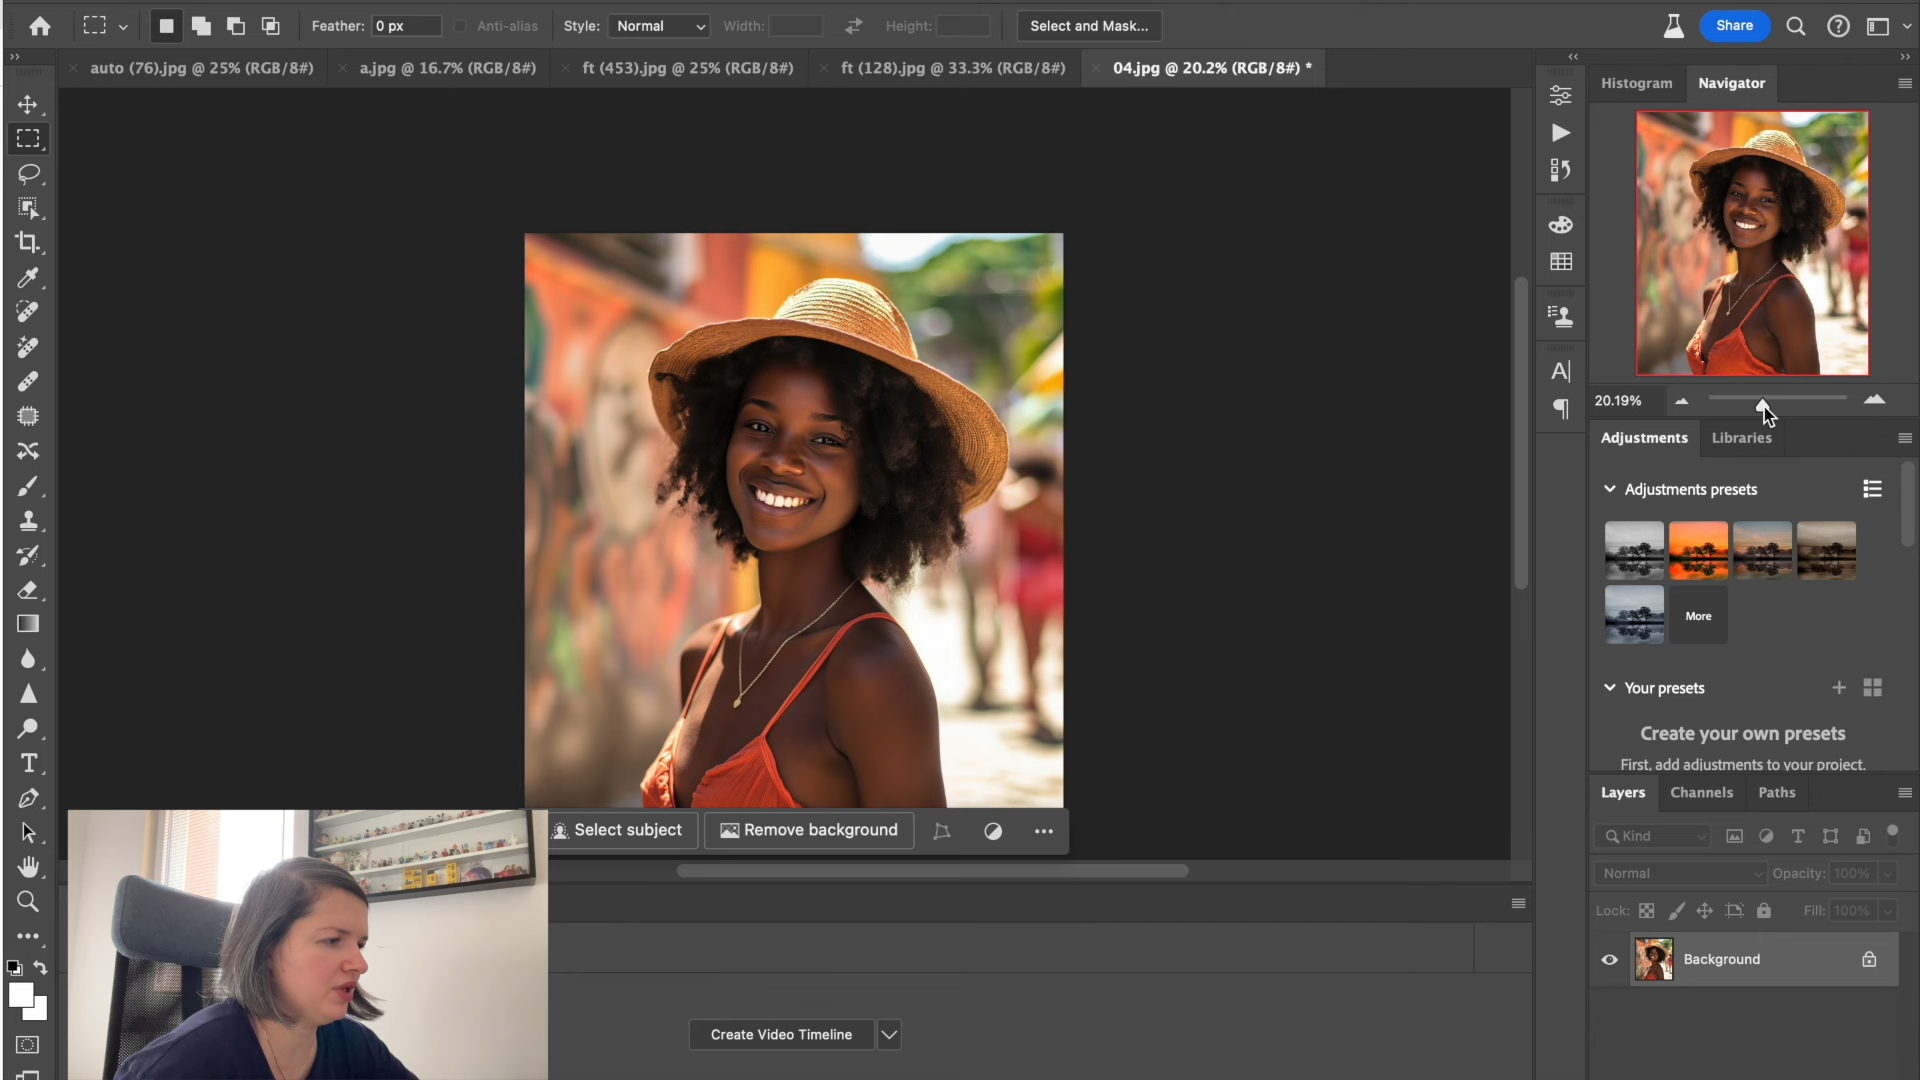 Feather: 0 px Anti-alias Style: Normal Width: Height: Select and Mask... Share
auto (76).jpg @ 25% (RGB/8#) a.jpg @ 16.7% (RGB/8#) ft (453).jpg @ 25% (RGB/8#) ft (128).jpg @ 33.3% (RGB/8#) 04.jpg @ 20.2% (RGB/8#) *
Histogram Navigator
20.19%
Adjustments Libraries
Adjustments presets
More
Your presets
Create your own presets
First, add adjustments to your project.
Layers Channels Paths
Select subject Remove background
Kind
Normal Opacity: 100%
Lock: Fill: 100%
Background
Create Video Timeline